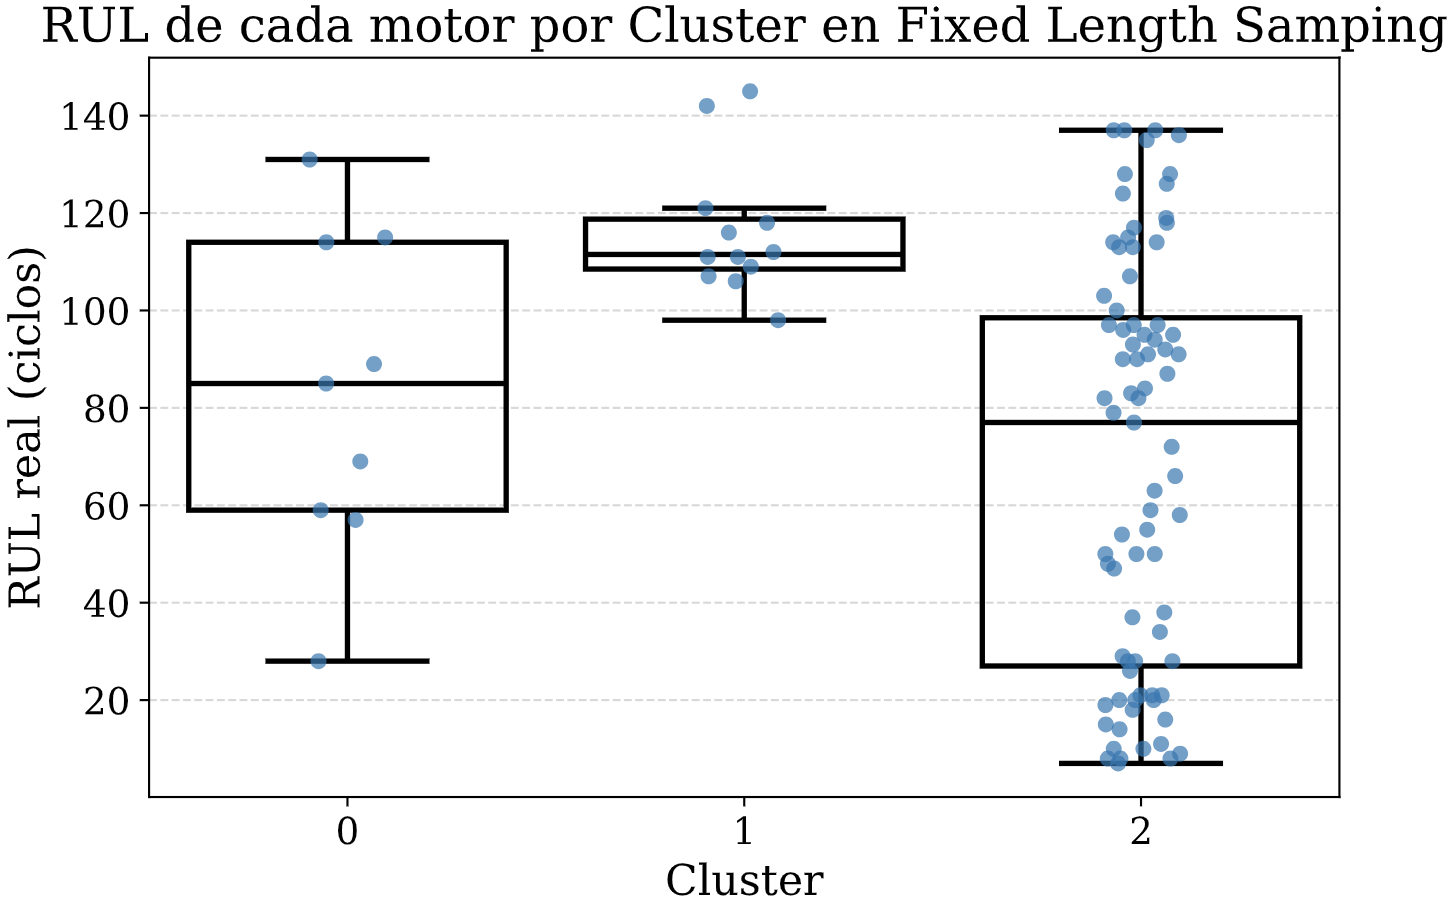 RUL de cada motor por Cluster en Fixed Length Samping
RUL real (ciclos)
140
120
100
80
60
40
20
0 1 2
Cluster